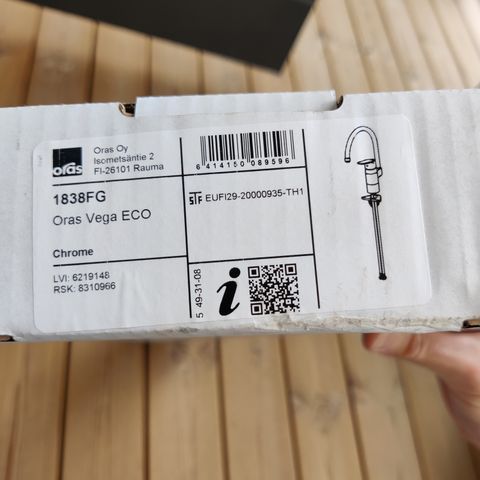 oras
Oras Oy
Isometsäntie 2
FI-26101 Rauma
1838FG
Oras Vega ECO
Chrome
LVI: 6219148
RSK: 8310966
6 414150 089596
STF EUFI29-20000935-TH1
5 49-31-08
i